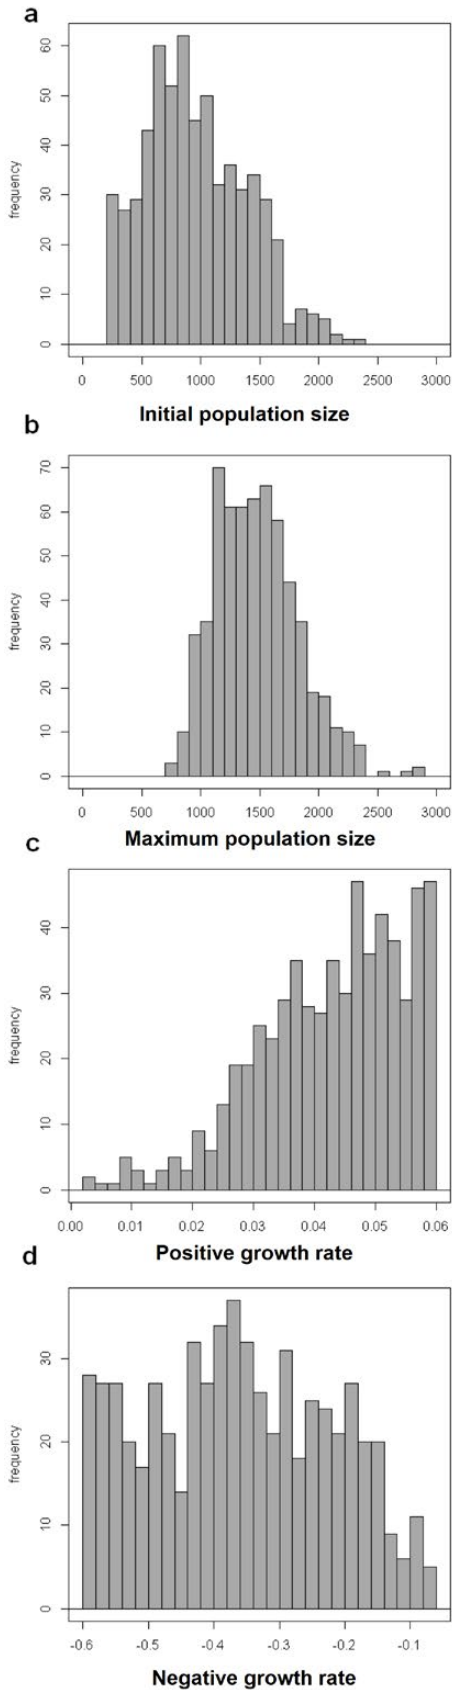 a
60
50
40
30
20
10
0
frequency
0 500 1000 1500 2000 2500 3000
Initial population size
b
70
60
50
40
30
20
10
0
frequency
0 500 1000 1500 2000 2500 3000
Maximum population size
c
40
30
20
10
0
frequency
0.00 0.01 0.02 0.03 0.04 0.05 0.06
Positive growth rate
d
30
20
10
0
frequency
-0.6 -0.5 -0.4 -0.3 -0.2 -0.1
Negative growth rate